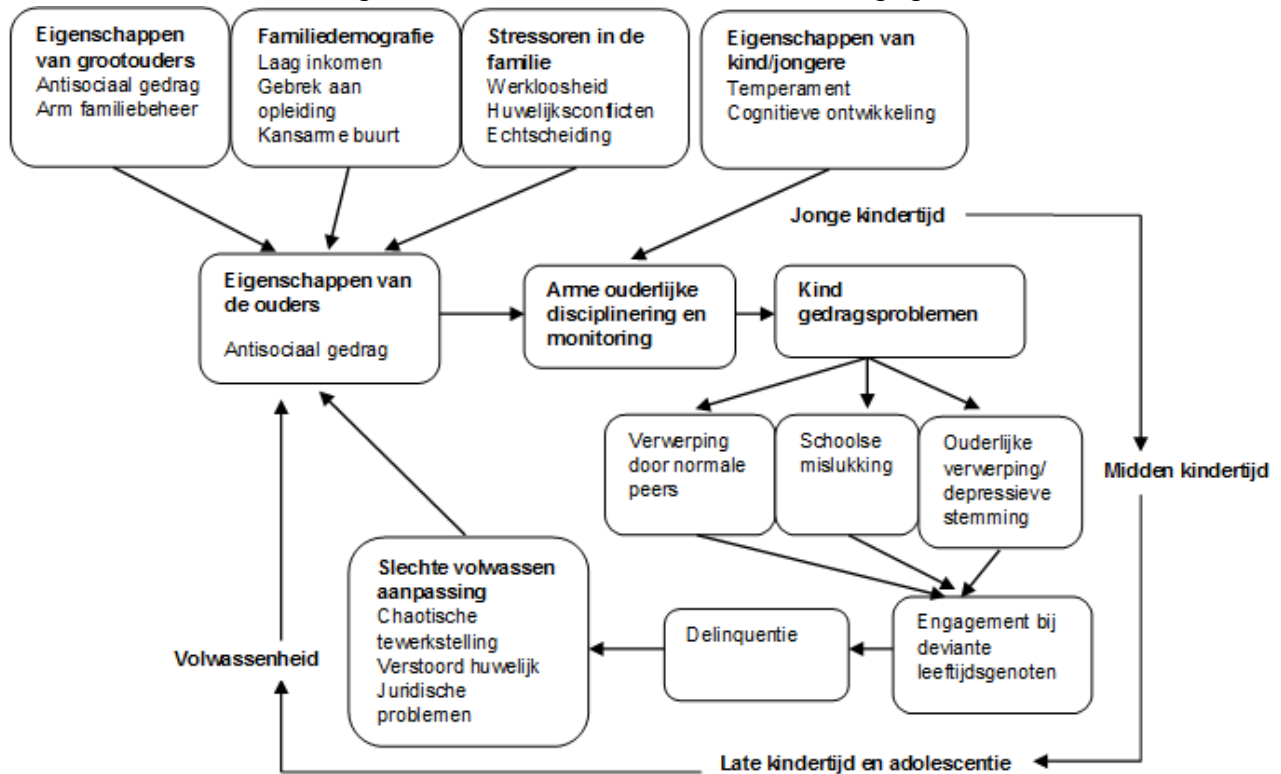 Eigenschappen
van grootouders
Antisociaal gedrag
Arm familiebeheer
Familiedemografie
Laag inkomen
Gebrek aan
opleiding
Kansarme buurt
Stressoren in de
familie
Werkloosheid
Huwelijksconflicten
Echtscheiding
Eigenschappen van
kind/jongere
Temperament
Cognitieve ontwikkeling
Jonge kindertijd
Eigenschappen van
de ouders
Antisociaal gedrag
Arme ouderlijke
disciplinering en
monitoring
Kind
gedragsproblemen
Verwerping
door normale
peers
Schoolse
mislukking
Ouderlijke
verwerping/
depressieve
stemming
Midden kindertijd
Slechte volwassen
aanpassing
Chaotische
tewerkstelling
Verstoord huwelijk
Juridische
problemen
Delinquentie
Engagement bij
deviante
leeftijdsgenoten
Volwassenheid
Late kindertijd en adolescentie